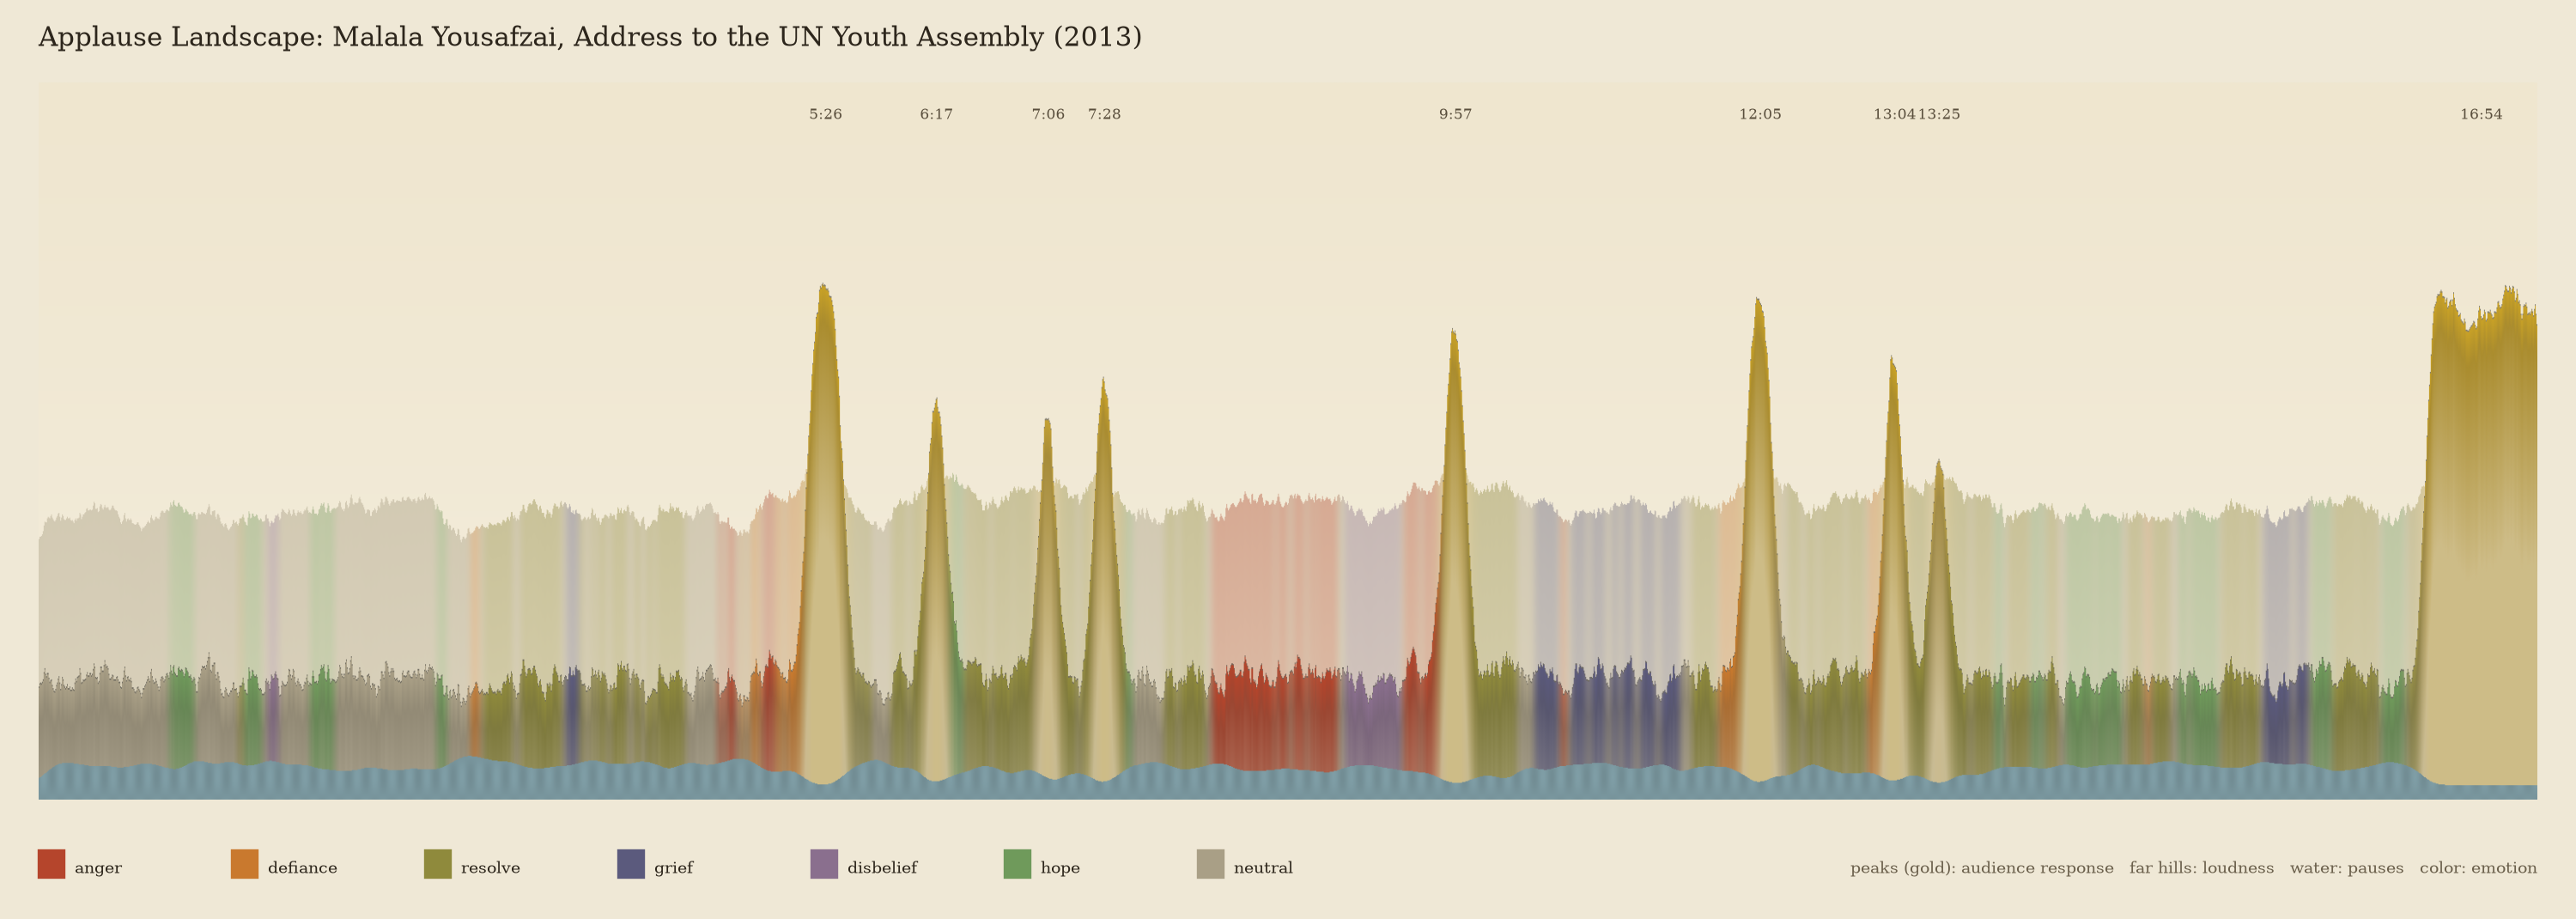 Applause Landscape: Malala Yousafzai, Address to the UN Youth Assembly (2013)
5:26 6:17 7:06 7:28 9:57 12:05 13:04 13:25 16:54
anger defiance resolve grief disbelief hope neutral peaks (gold): audience response far hills: loudness water: pauses color: emotion